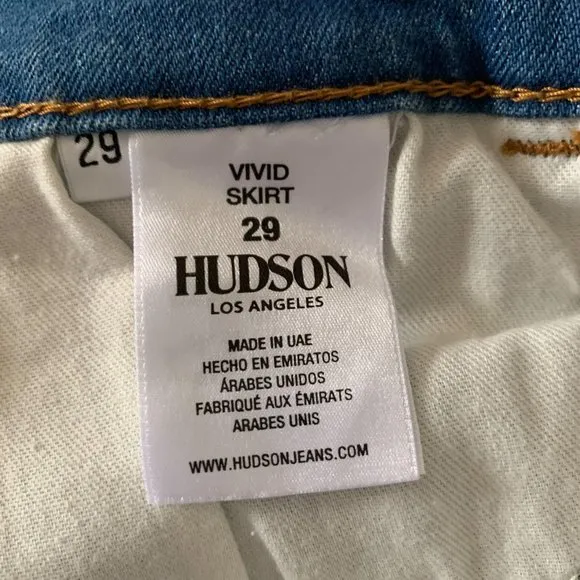 29
VIVID
SKIRT
29
HUDSON
LOS ANGELES
MADE IN UAE
HECHO EN EMIRATOS
ÁRABES UNIDOS
FABRIQUÉ AUX ÉMIRATS
ARABES UNIS
WWW.HUDSONJEANS.COM